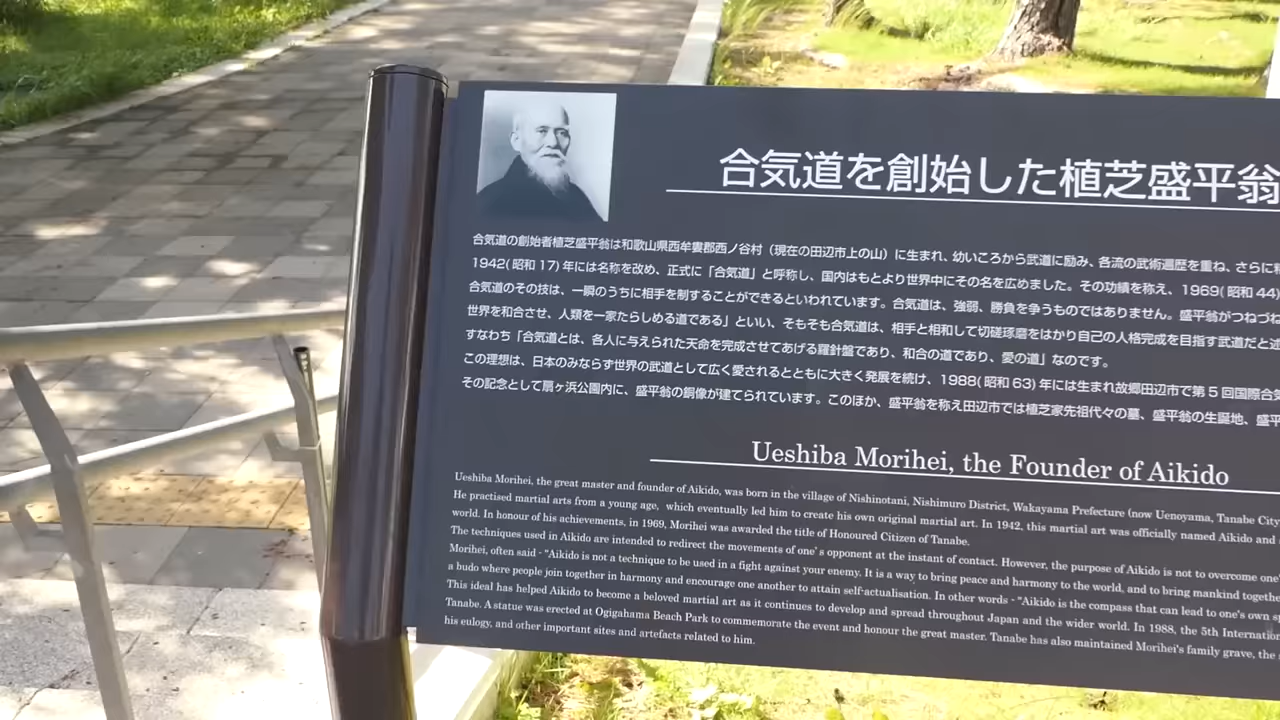 合気道を創始した植芝盛平翁
合気道の創始者植芝盛平翁は和歌山県西牟婁郡西ノ谷村（現在の田辺市上の山）に生まれ、幼いころから武道に励み、各流の武術遍歴を重ね、さらに
1942(昭和17)年には名称を改め、正式に「合気道」と呼称し、国内はもとより世界中にその名を広めました。その功績を称え、1969(昭和44)
合気道のその技は、一瞬のうちに相手を制することができるといわれています。合気道は、強弱、勝負を争うものではありません。盛平翁がつねづね
世界を和合させ、人類を一家たらしめる道である」といい、そもそも合気道は、相手と相和して切磋琢磨をはかり自己の人格完成を目指す武道だと述
すなわち「合気道とは、各人に与えられた天命を完成させてあげる羅針盤であり、和合の道であり、愛の道」なのです。
この理想は、日本のみならず世界の武道として広く愛されるとともに大きく発展を続け、1988(昭和63)年には生まれ故郷田辺市で第5回国際合気
その記念として扇ヶ浜公園内に、盛平翁の銅像が建てられています。このほか、盛平翁を称え田辺市では植芝家先祖代々の墓、盛平翁の生誕地、盛平
Ueshiba Morihei, the Founder of Aikido
Ueshiba Morihei, the great master and founder of Aikido, was born in the village of Nishinotani, Nishimuro District, Wakayama Prefecture (now Uenoyama, Tanabe City
He practised martial arts from a young age, which eventually led him to create his own original martial art. In 1942, this martial art was officially named Aikido and
world. In honour of his achievements, in 1969, Morihei was awarded the title of Honoured Citizen of Tanabe.
The techniques used in Aikido are intended to redirect the movements of one's opponent at the instant of contact. However, the purpose of Aikido is not to overcome one'
Morihei, often said - "Aikido is not a technique to be used in a fight against your enemy. It is a way to bring peace and harmony to the world, and to bring mankind togethe
a budo where people join together in harmony and encourage one another to attain self-actualisation. In other words - "Aikido is the compass that can lead to one's own
This ideal has helped Aikido to become a beloved martial art as it continues to develop and spread throughout Japan and the wider world. In 1988, the 5th Internation
Tanabe. A statue was erected at Ogigahama Beach Park to commemorate the event and honour the great master. Tanabe has also maintained Morihei's family grave, the
his eulogy, and other important sites and artefacts related to him.